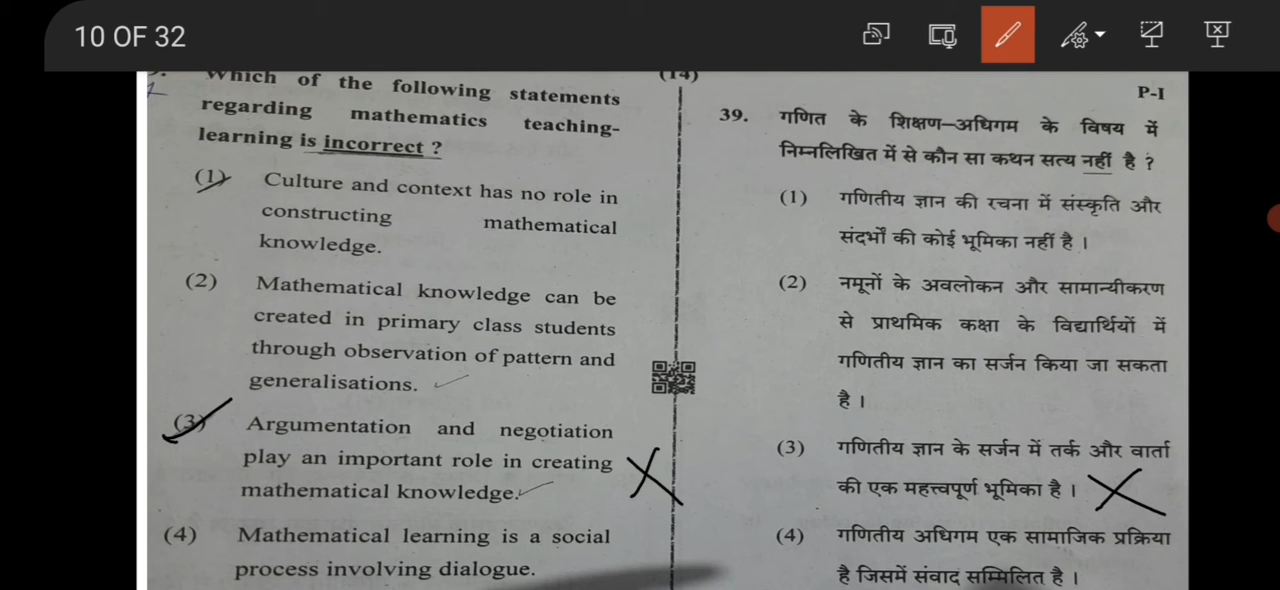 10 OF 32
(14)
Which of the following statements
regarding mathematics teaching-
learning is incorrect ?
(1) Culture and context has no role in
constructing mathematical
knowledge.
(2) Mathematical knowledge can be
created in primary class students
through observation of pattern and
generalisations.
(3) Argumentation and negotiation
play an important role in creating
mathematical knowledge.
(4) Mathematical learning is a social
process involving dialogue.
P-I
39. गणित के शिक्षण–अधिगम के विषय में
निम्नलिखित में से कौन सा कथन सत्य नहीं है ?
(1) गणितीय ज्ञान की रचना में संस्कृति और
संदर्भों की कोई भूमिका नहीं है ।
(2) नमूनों के अवलोकन और सामान्यीकरण
से प्राथमिक कक्षा के विद्यार्थियों में
गणितीय ज्ञान का सर्जन किया जा सकता
है ।
(3) गणितीय ज्ञान के सर्जन में तर्क और वार्ता
की एक महत्त्वपूर्ण भूमिका है ।
(4) गणितीय अधिगम एक सामाजिक प्रक्रिया
है जिसमें संवाद सम्मिलित है ।